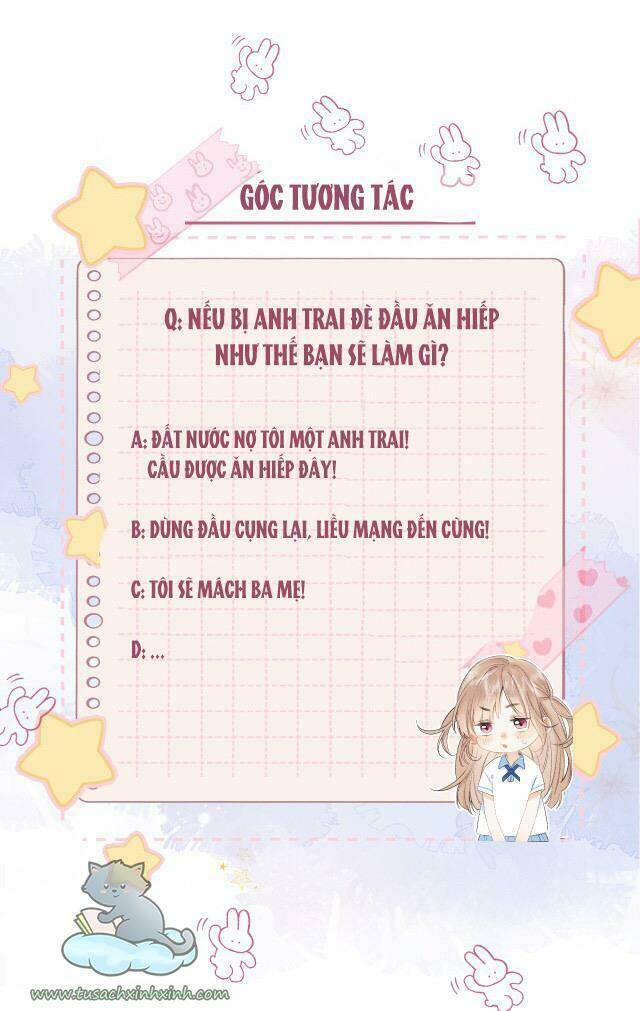 GÓC TƯƠNG TÁC
Q: NẾU BỊ ANH TRAI ĐÈ ĐẦU ĂN HIẾP
NHƯ THẾ BẠN SẼ LÀM GÌ?
A: ĐẤT NƯỚC NỢ TÔI MỘT ANH TRAI!
CẦU ĐƯỢC ĂN HIẾP ĐÂY!
B: DÙNG ĐẦU CỤNG LẠI, LIỀU MẠNG ĐẾN CÙNG!
C: TÔI SẼ MÁCH BA MẸ!
D: ...
www.tusachxinhxinh.com